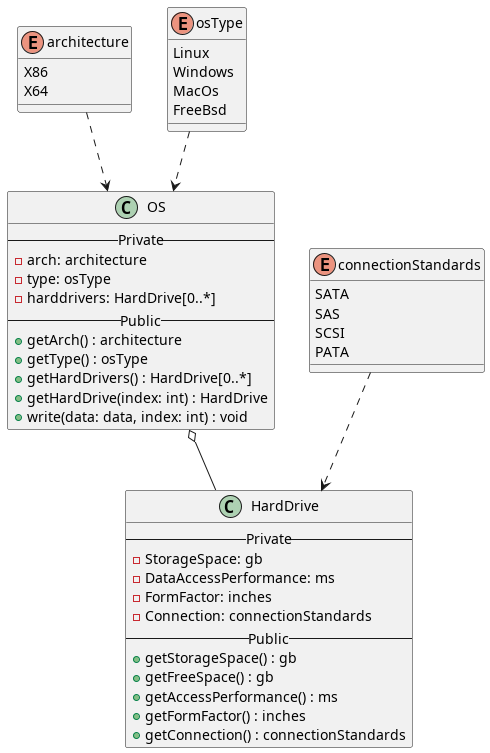 E architecture
X86
X64
E osType
Linux
Windows
MacOs
FreeBsd
C OS
Private
arch: architecture
type: osType
harddrivers: HardDrive[0..*]
Public
getArch() : architecture
getType() : osType
getHardDrivers() : HardDrive[0..*]
getHardDrive(index: int) : HardDrive
write(data: data, index: int) : void
E connectionStandards
SATA
SAS
SCSI
PATA
C HardDrive
Private
StorageSpace: gb
DataAccessPerformance: ms
FormFactor: inches
Connection: connectionStandards
Public
getStorageSpace() : gb
getFreeSpace() : gb
getAccessPerformance() : ms
getFormFactor() : inches
getConnection() : connectionStandards